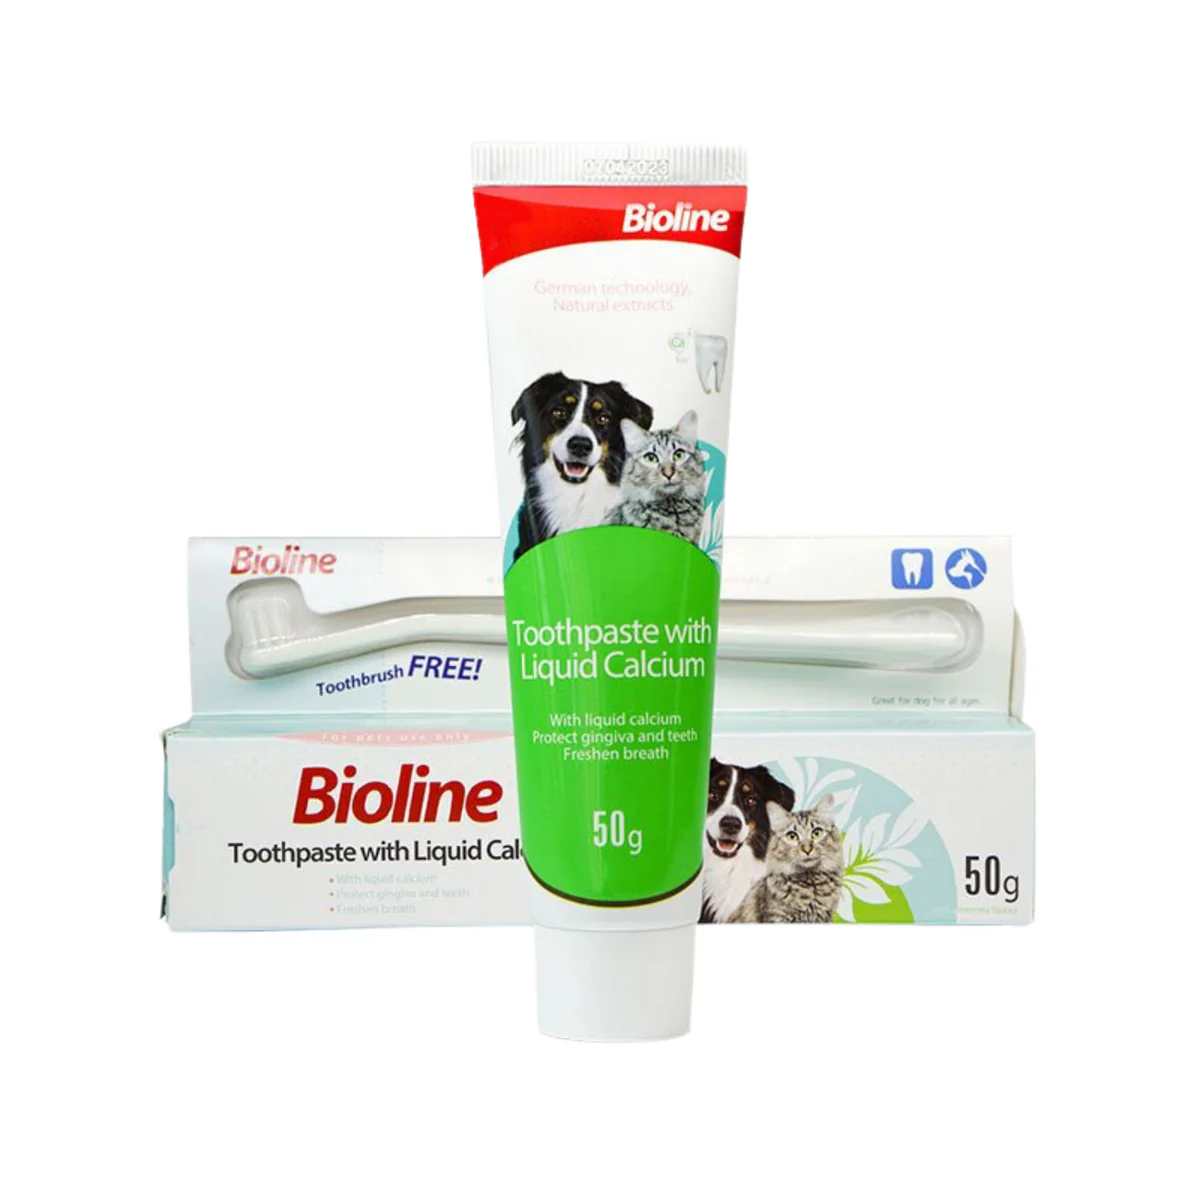 07042023
Bioline
German technology,
Natural extracts.
Ca
Toothpaste with
Liquid Calcium
With liquid calcium
Protect gingiva and teeth
Freshen breath
50g
Bioline
Toothbrush FREE!
Great for dog for all ages.
For pets use only
Bioline
Toothpaste with Liquid Cal
• With liquid calcium
• Protect gingiva and teeth
• Freshen breath
50g